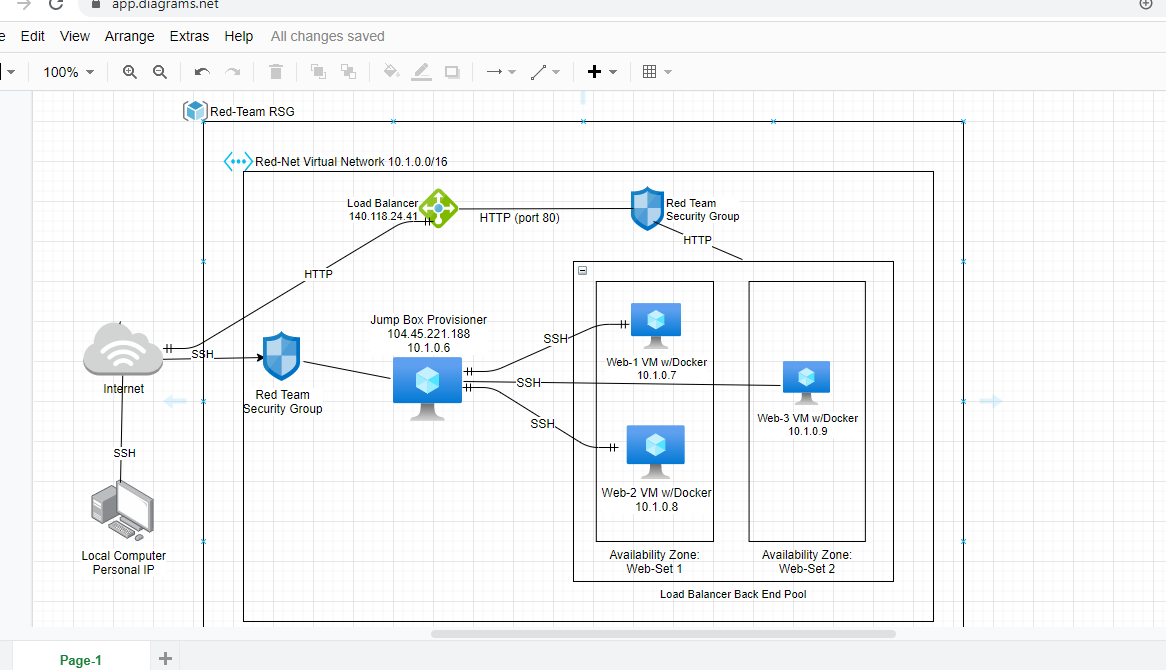 app.diagrams.net
e Edit View Arrange Extras Help All changes saved
100%
Red-Team RSG
Red-Net Virtual Network 10.1.0.0/16
Load Balancer
140.118.24.41
HTTP (port 80)
Red Team
Security Group
HTTP
HTTP
Jump Box Provisioner
104.45.221.188
10.1.0.6
SSH
Internet
Red Team
Security Group
SSH
SSH
SSH
Web-1 VM w/Docker
10.1.0.7
Web-3 VM w/Docker
10.1.0.9
Web-2 VM w/Docker
10.1.0.8
SSH
Local Computer
Personal IP
Availability Zone:
Web-Set 1
Availability Zone:
Web-Set 2
Load Balancer Back End Pool
Page-1